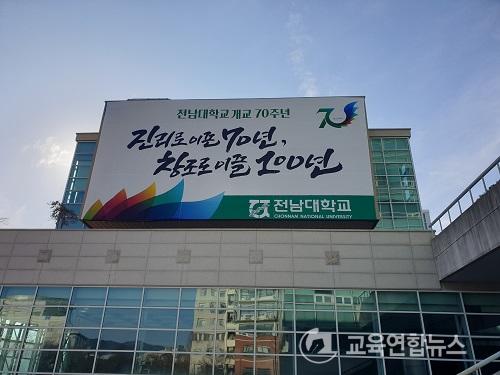 전남대학교 개교 70주년
70
진리로 이끈 70년,
창조로 이끌 100년
전남대학교
CHONNAM NATIONAL UNIVERSITY
교육연합뉴스